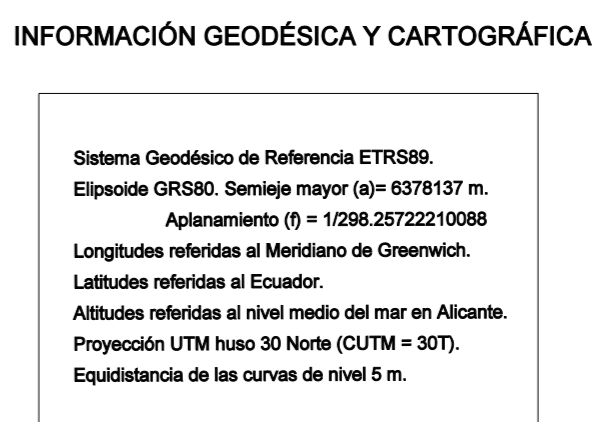 INFORMACIÓN GEODÉSICA Y CARTOGRÁFICA
Sistema Geodésico de Referencia ETRS89.
Elipsoide GRS80. Semieje mayor (a)= 6378137 m.
Aplanamiento (f) = 1/298.25722210088
Longitudes referidas al Meridiano de Greenwich.
Latitudes referidas al Ecuador.
Altitudes referidas al nivel medio del mar en Alicante.
Proyección UTM huso 30 Norte (CUTM = 30T).
Equidistancia de las curvas de nivel 5 m.